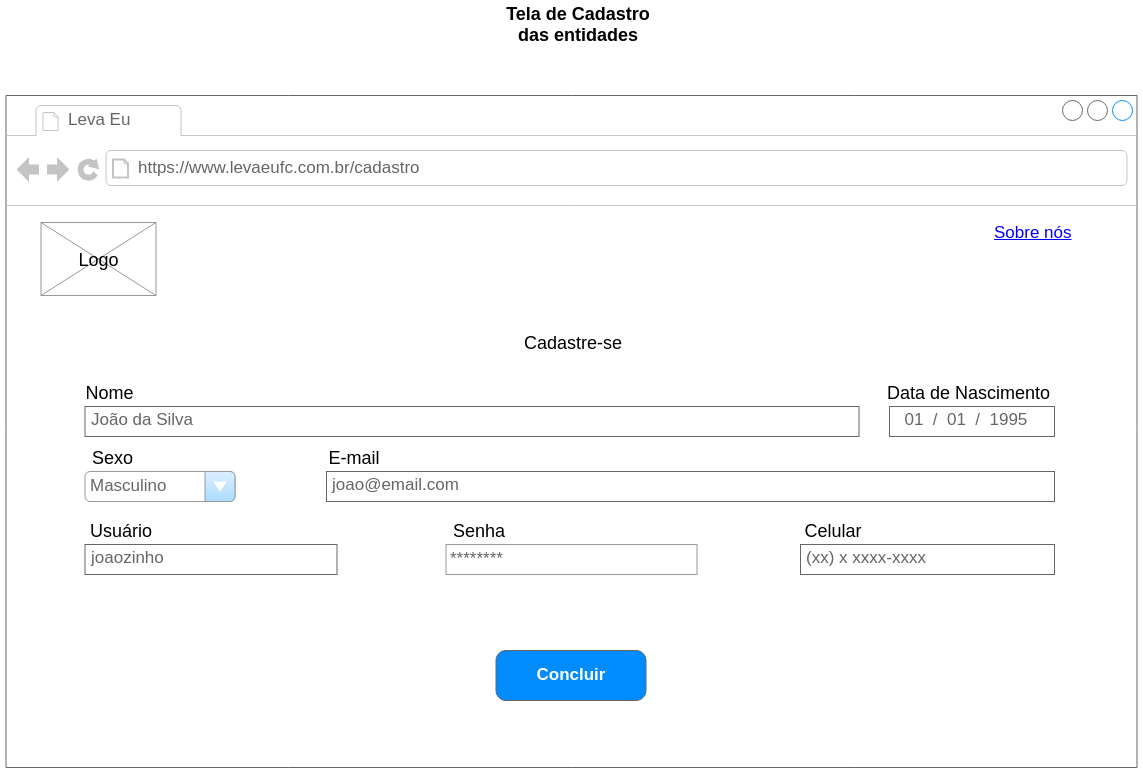 Tela de Cadastro
das entidades
Leva Eu
https://www.levaeufc.com.br/cadastro
Logo
Sobre nós
Cadastre-se
Nome
Data de Nascimento
João da Silva
01 / 01 / 1995
Sexo
E-mail
Masculino
joao@email.com
Usuário
Senha
Celular
joaozinho
********
(xx) x xxxx-xxxx
Concluir